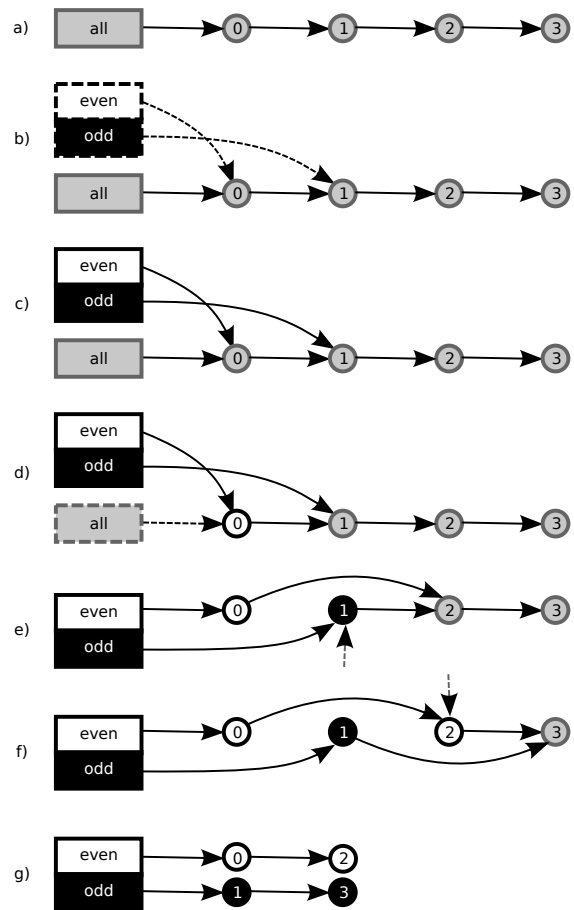 a) all 0 1 2 3
even
b) odd
all 0 1 2 3
even
c) odd
all 0 1 2 3
even
d) odd
all 0 1 2 3
even 0 1 2 3
e) odd
even 0 1 2 3
f) odd
even 0 2
g) odd 1 3